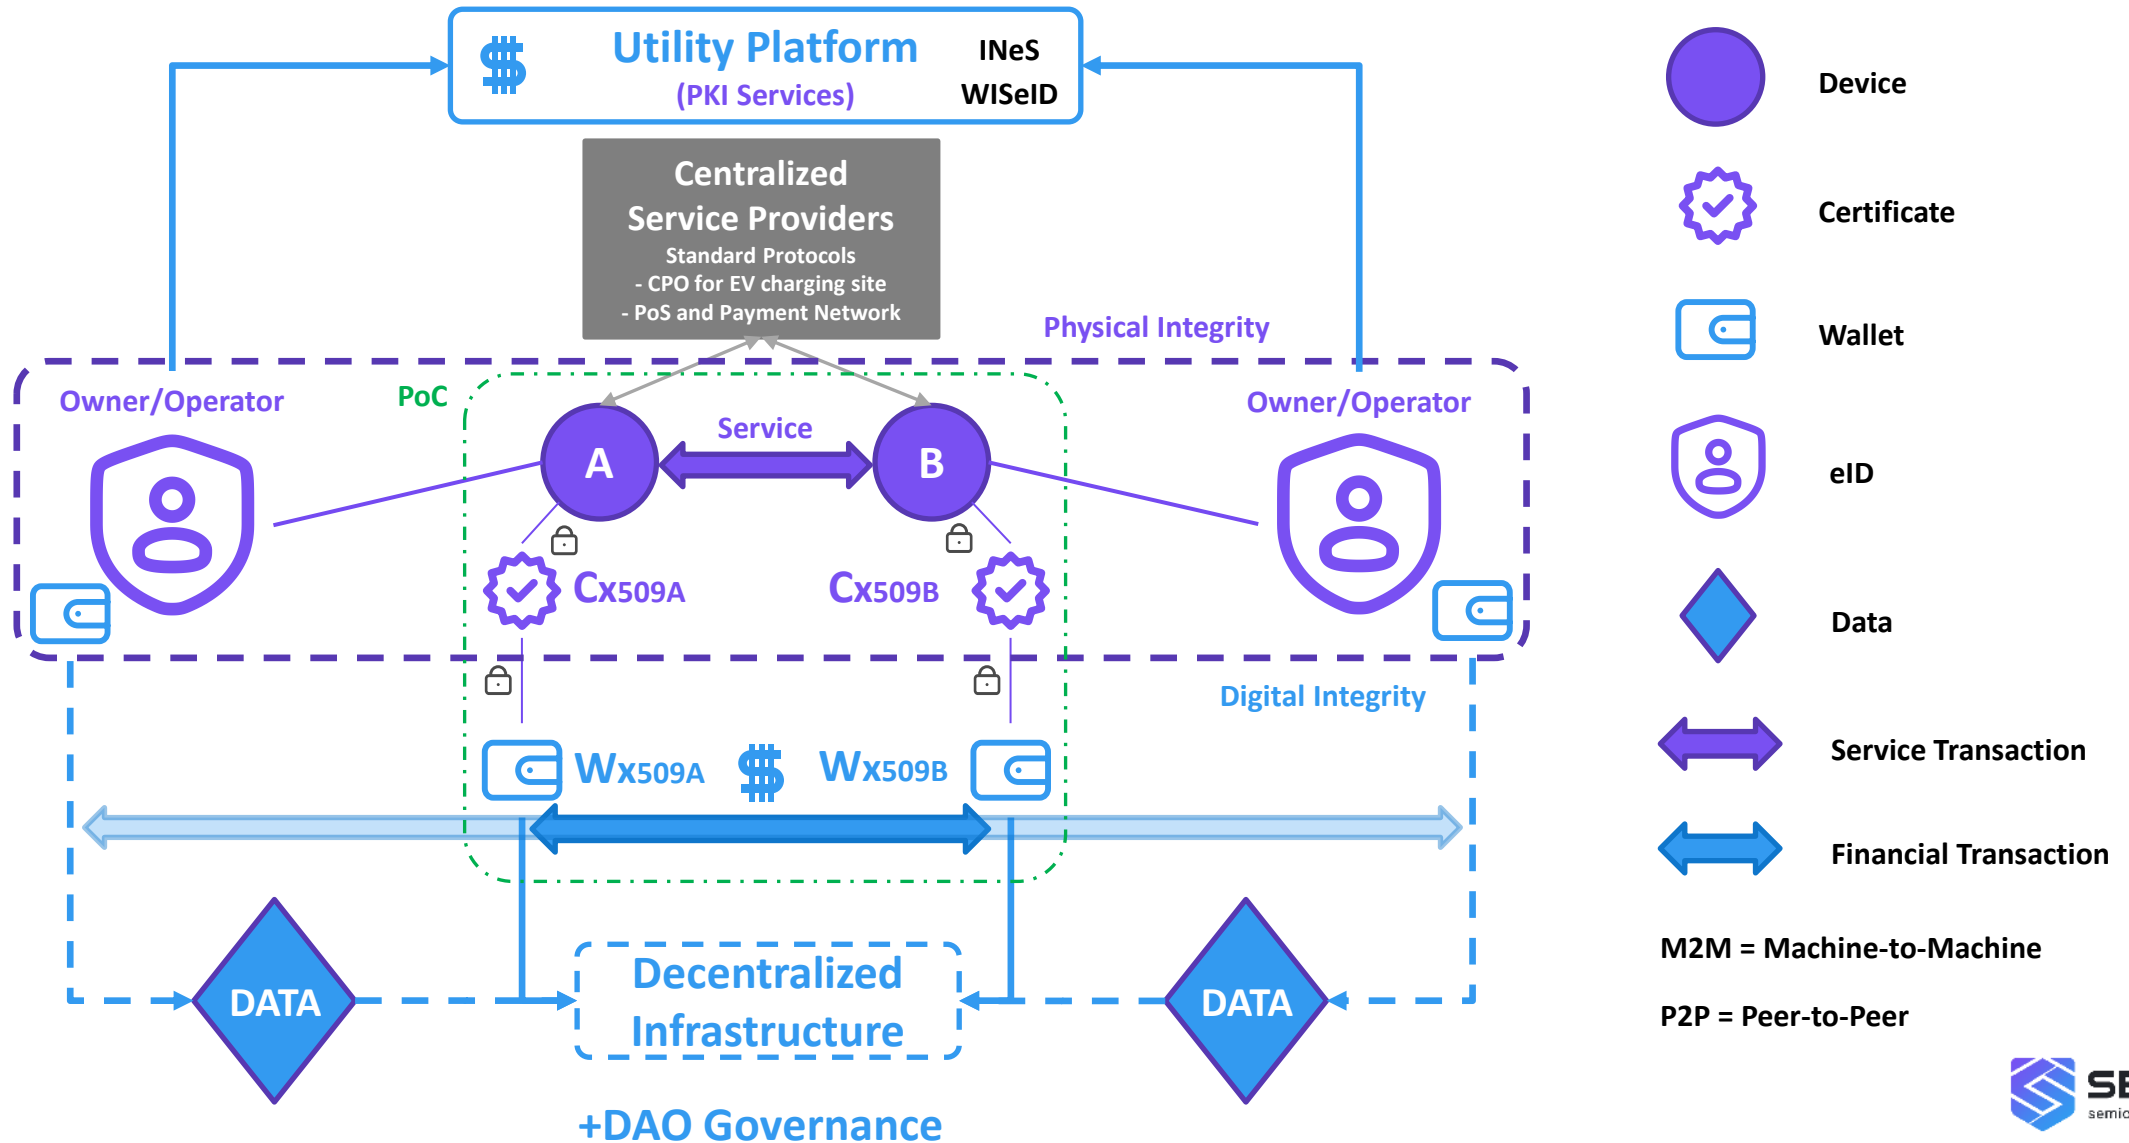 Utility Platform
(PKI Services)
INeS
WISeID
Centralized
Service Providers
Standard Protocols
- CPO for EV charging site
- PoS and Payment Network
Physical Integrity
Owner/Operator
PoC
Service
Owner/Operator
A
B
Cx509A
Cx509B
Digital Integrity
Wx509A
Wx509B
DATA
Decentralized
Infrastructure
DATA
+DAO Governance
Device
Certificate
Wallet
eID
Data
Service Transaction
Financial Transaction
M2M = Machine-to-Machine
P2P = Peer-to-Peer